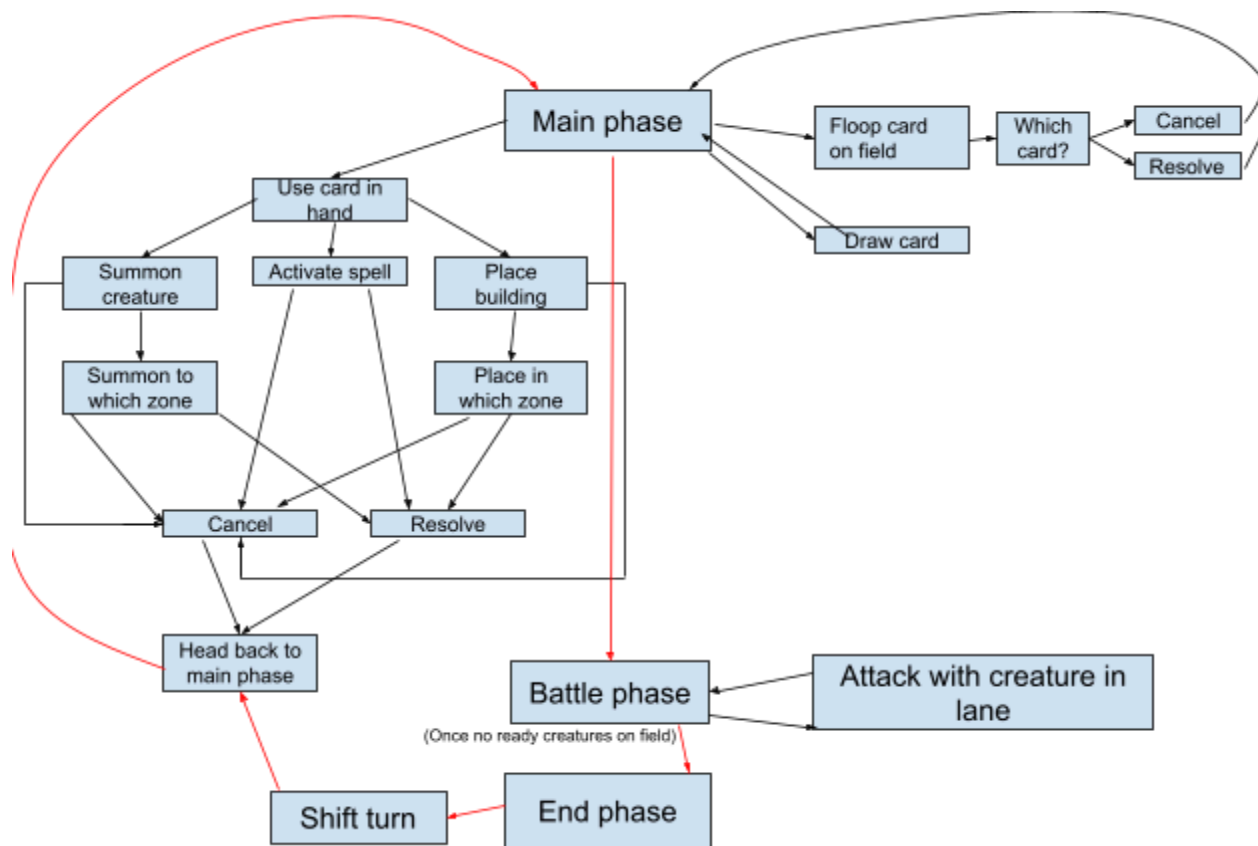 Main phase
Floop card
on field
Which
card?
Cancel
Resolve
Draw card
Use card in
hand
Summon
creature
Activate spell
Place
building
Summon to
which zone
Place in
which zone
Cancel
Resolve
Head back to
main phase
Battle phase
(Once no ready creatures on field)
Attack with creature in
lane
Shift turn
End phase